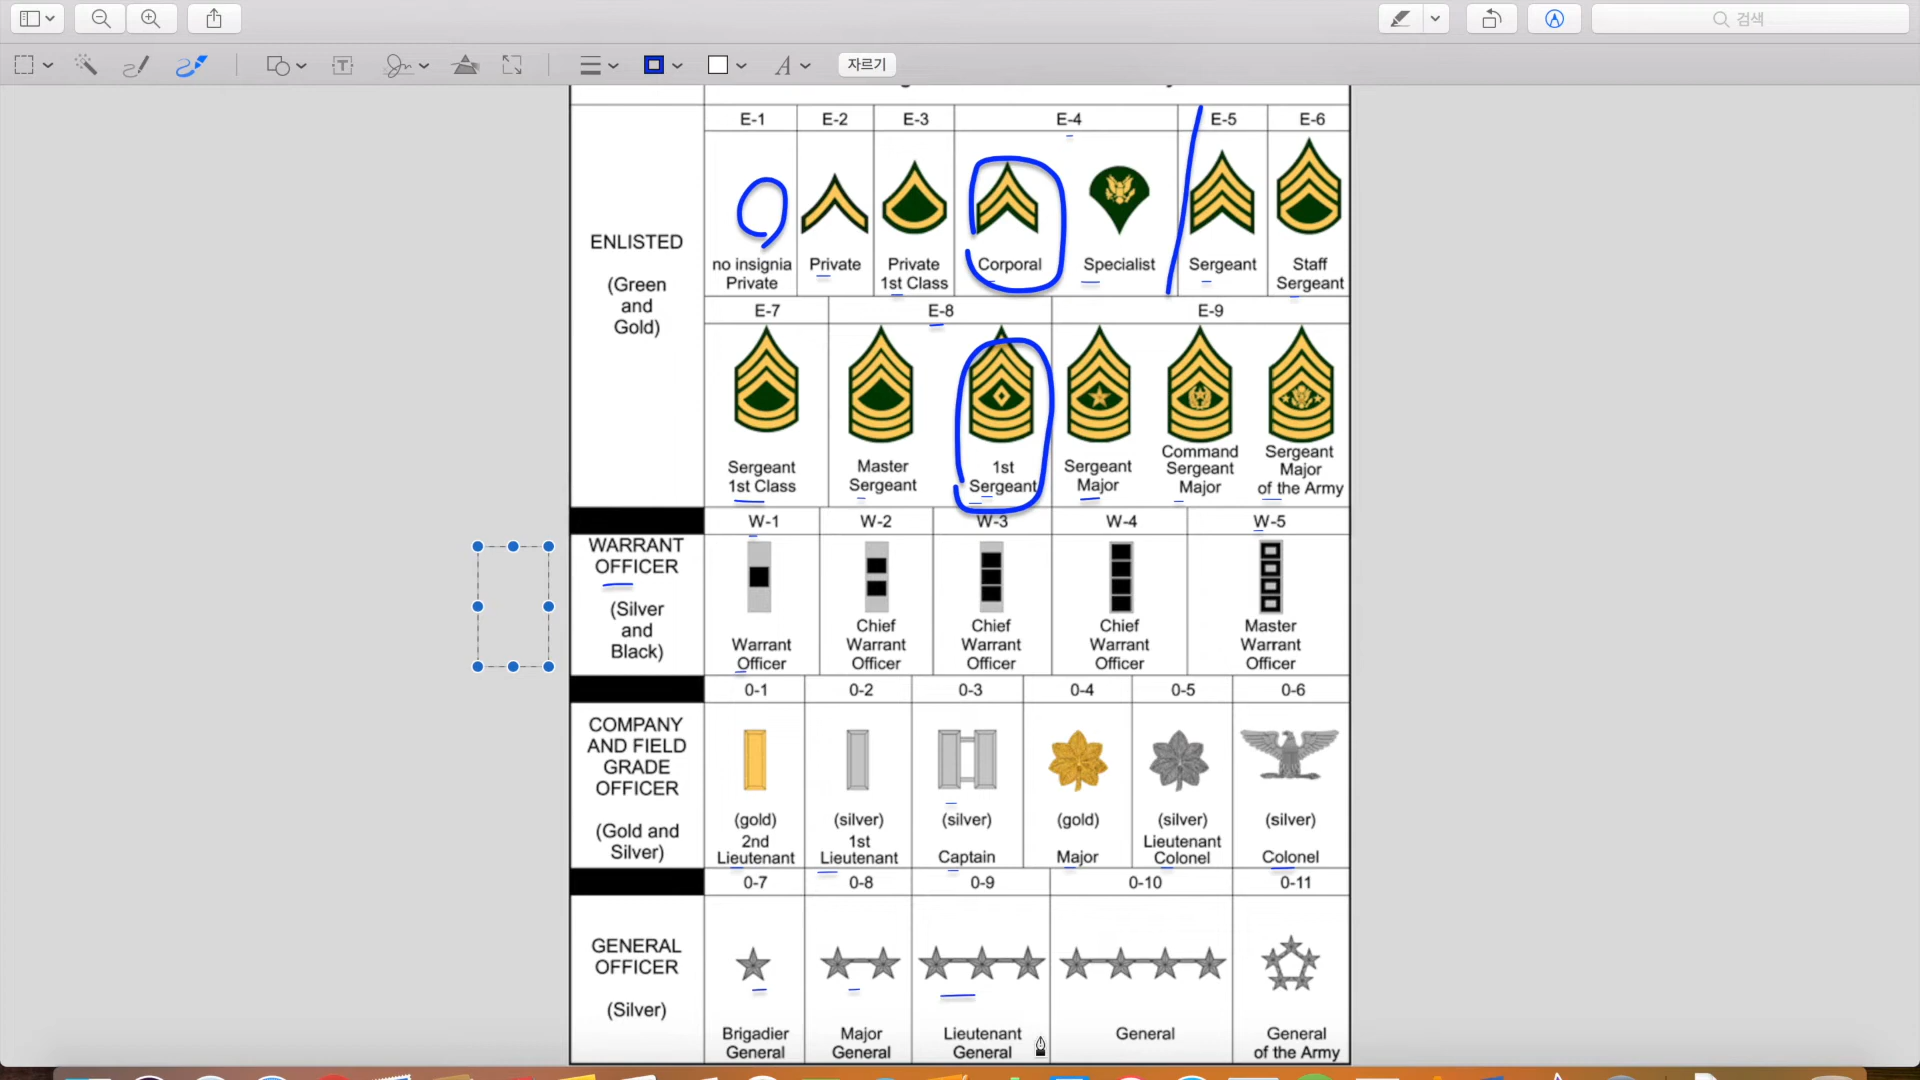 검색
자르기
E-1 E-2 E-3 E-4 E-5 E-6
ENLISTED
(Green
and
Gold)
no insignia
Private
Private
Private
1st Class
Corporal
Specialist
Sergeant
Staff
Sergeant
E-7 E-8 E-9
Sergeant
1st Class
Master
Sergeant
1st
Sergeant
Sergeant
Major
Command
Sergeant
Major
Sergeant
Major
of the Army
W-1 W-2 W-3 W-4 W-5
WARRANT
OFFICER
(Silver
and
Black)
Warrant
Officer
Chief
Warrant
Officer
Chief
Warrant
Officer
Chief
Warrant
Officer
Master
Warrant
Officer
0-1 0-2 0-3 0-4 0-5 0-6
COMPANY
AND FIELD
GRADE
OFFICER
(Gold and
Silver)
(gold)
2nd
Lieutenant
(silver)
1st
Lieutenant
(silver)
Captain
(gold)
Major
(silver)
Lieutenant
Colonel
(silver)
Colonel
0-7 0-8 0-9 0-10 0-11
GENERAL
OFFICER
(Silver)
Brigadier
General
Major
General
Lieutenant
General
General
General
of the Army